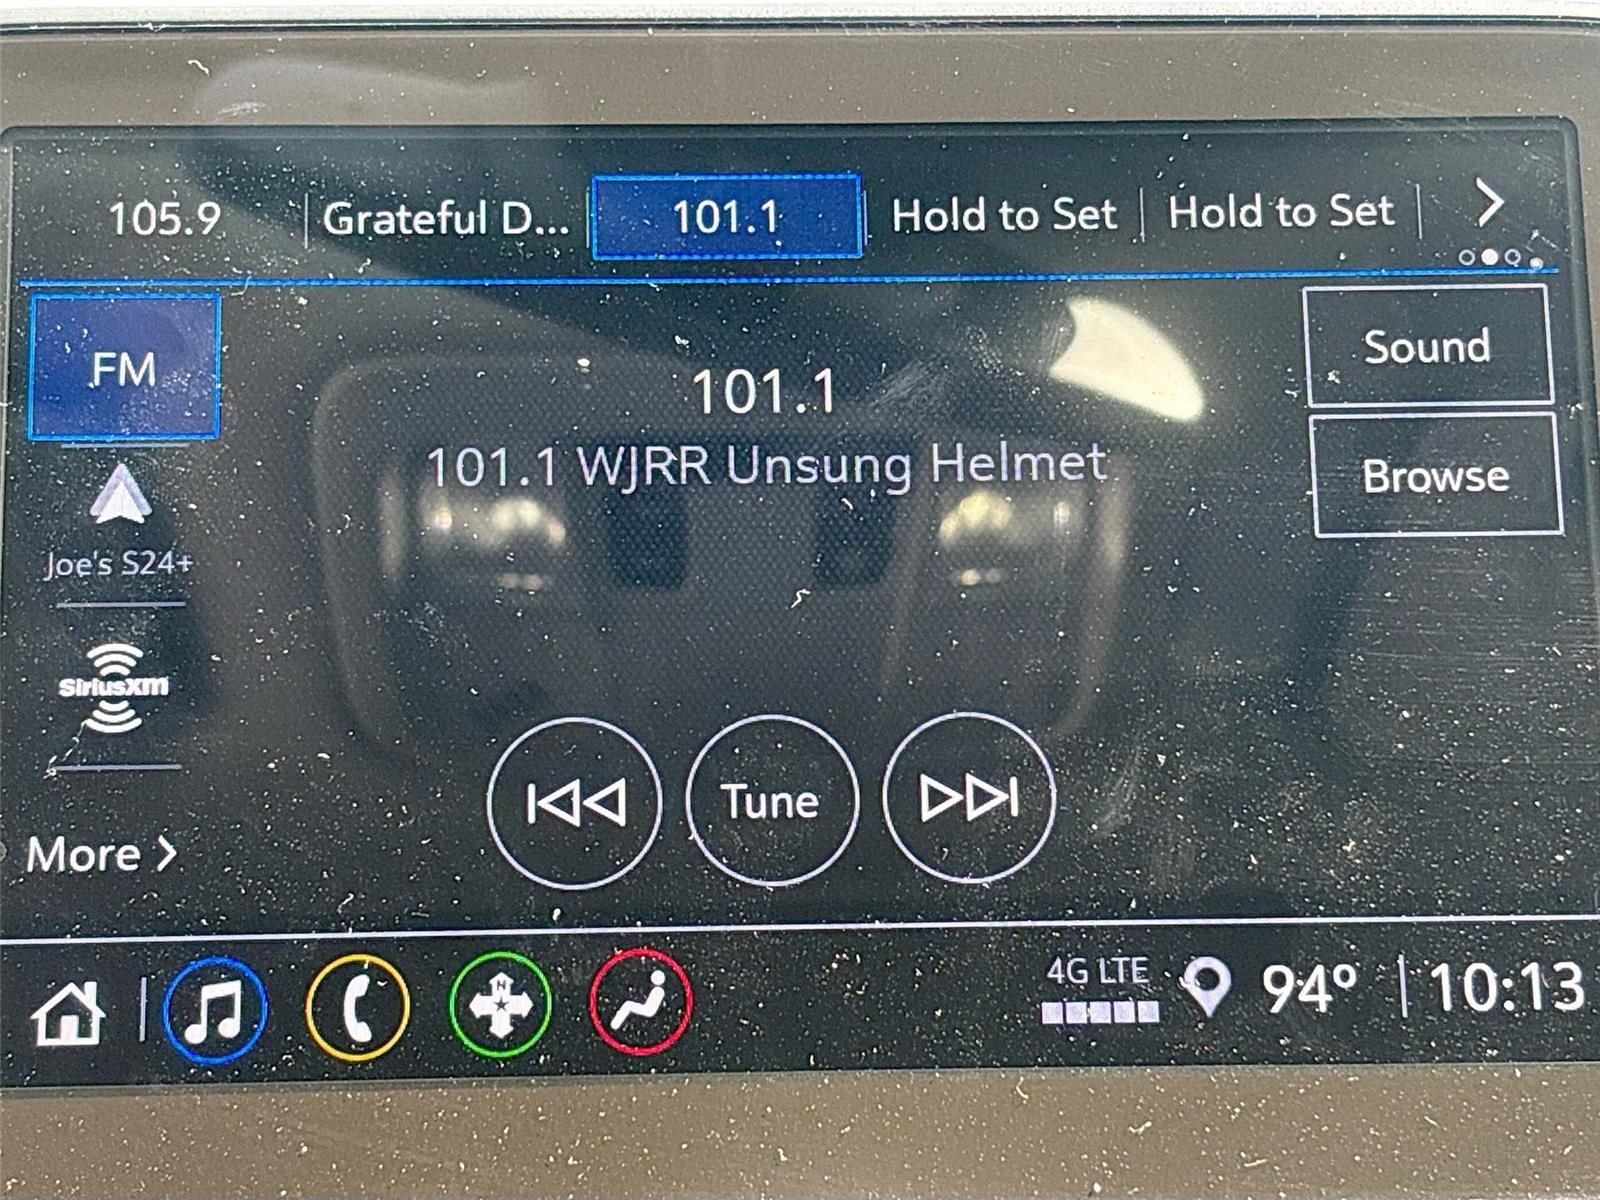 105.9
Grateful D...
101.1
Hold to Set
Hold to Set
FM
Sound
101.1
101.1 WJRR Unsung Helmet
Browse
Joe's S24+
SiriusXm
Tune
More
N
4G LTE
94°
10:13